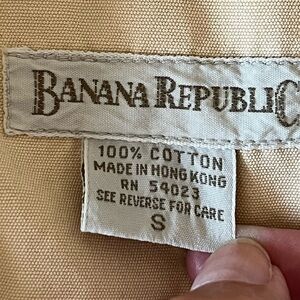 BANANA REPUBLIC
100% COTTON
MADE IN HONG KONG
RN 54023
SEE REVERSE FOR CARE
S